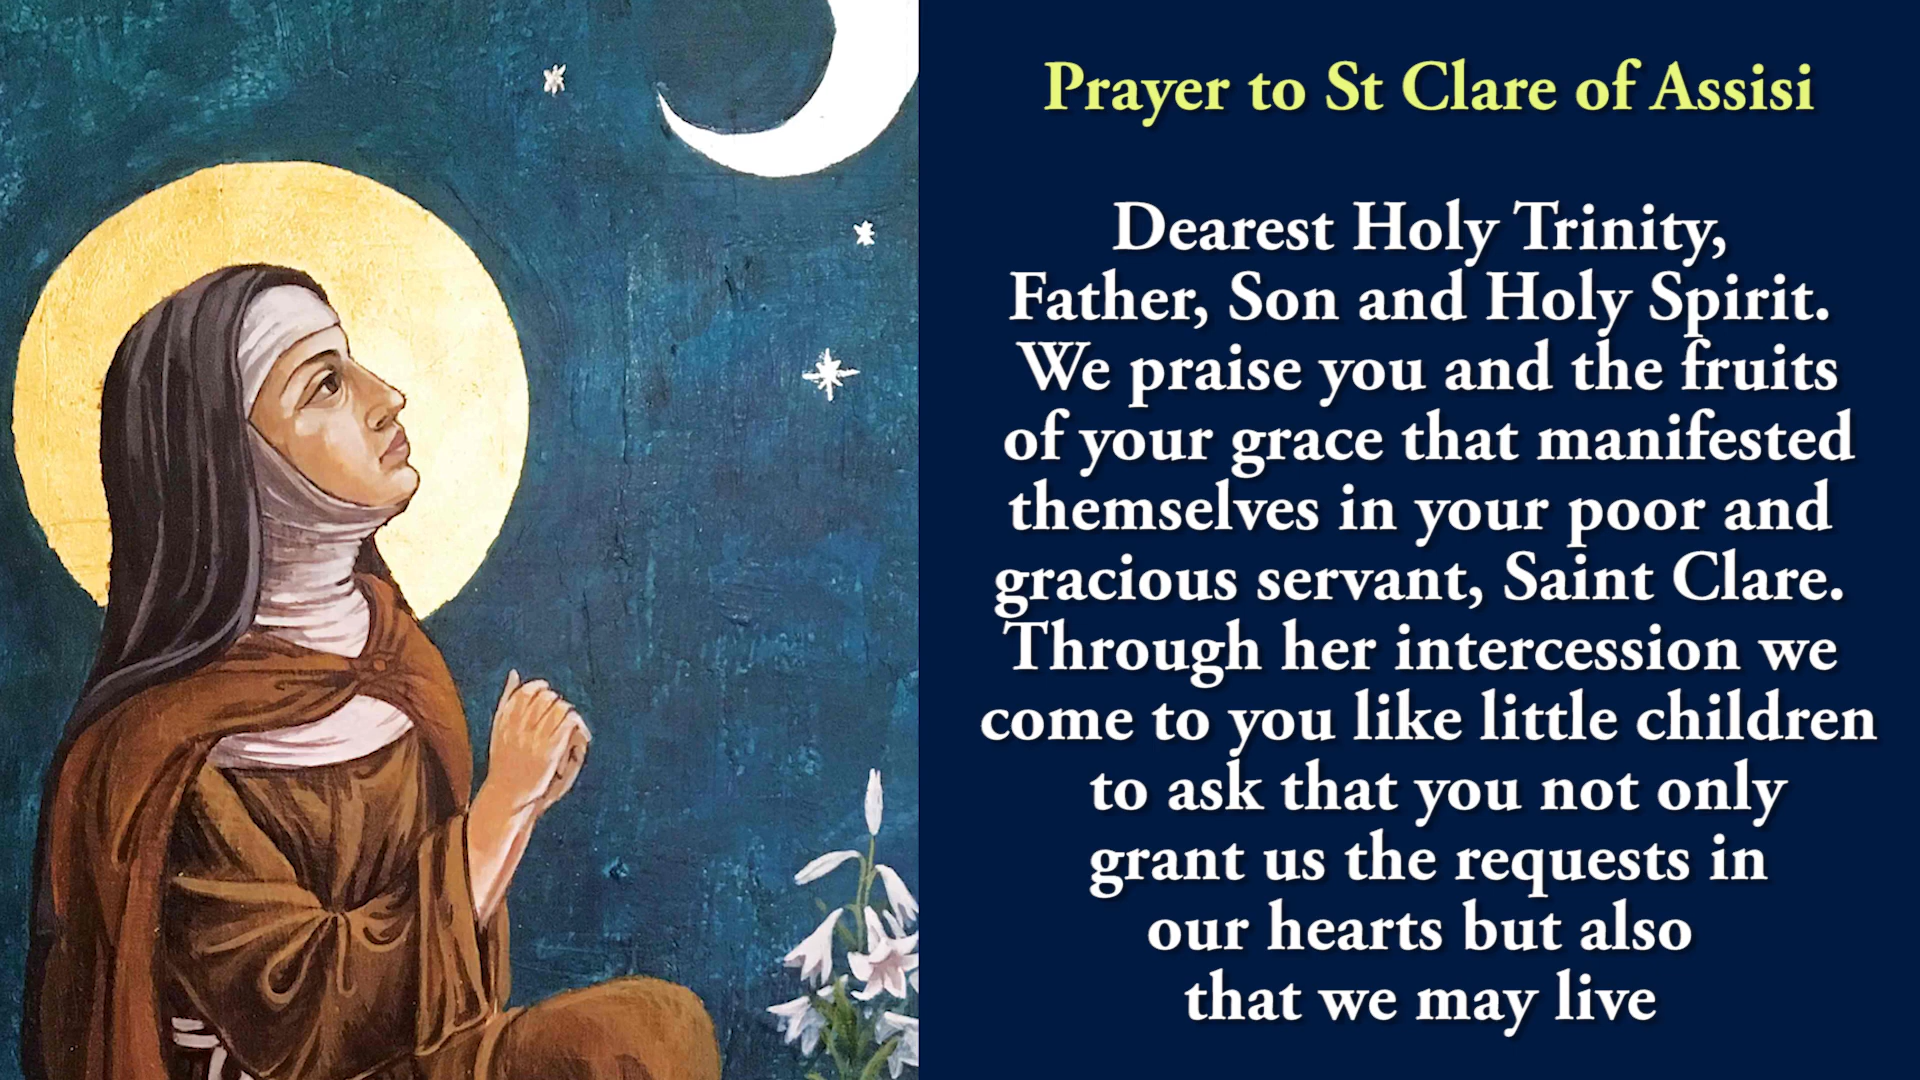 Prayer to St Clare of Assisi
Dearest Holy Trinity,
Father, Son and Holy Spirit.
We praise you and the fruits
of your grace that manifested
themselves in your poor and
gracious servant, Saint Clare.
Through her intercession we
come to you like little children
to ask that you not only
grant us the requests in
our hearts but also
that we may live